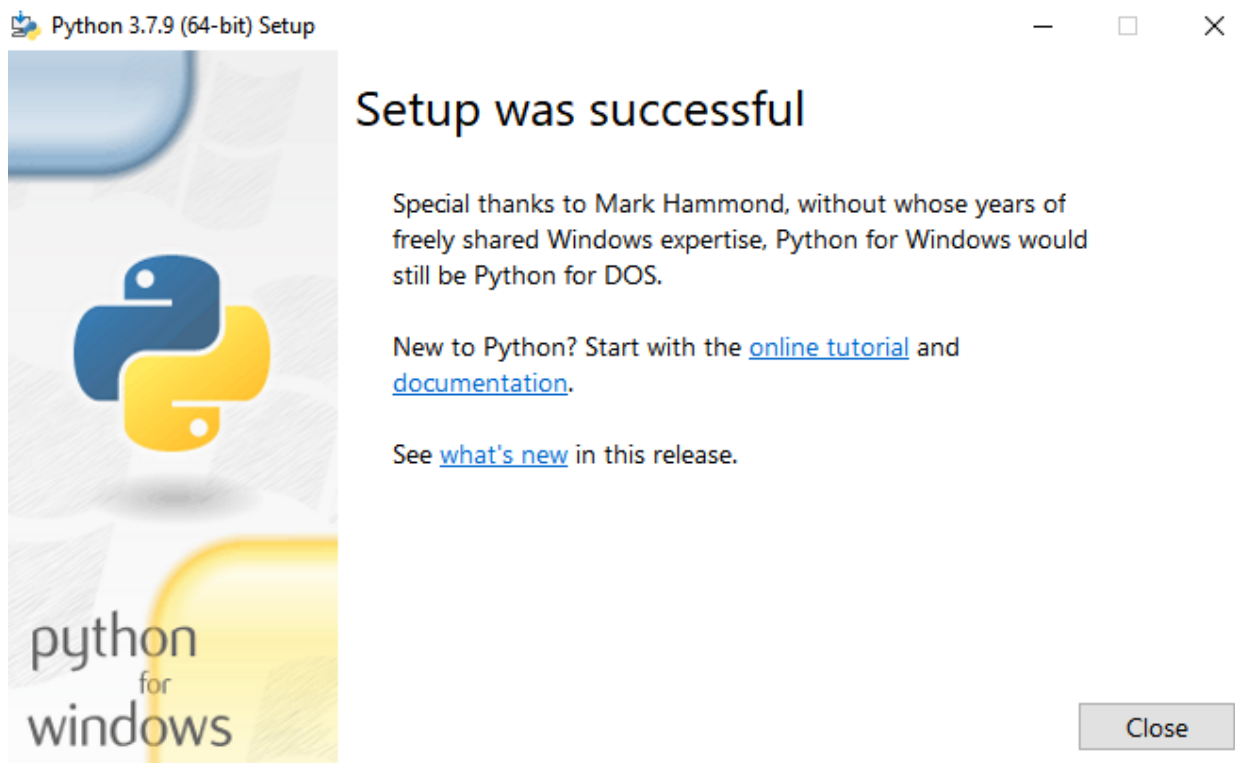 Python 3.7.9 (64-bit) Setup
Setup was successful
Special thanks to Mark Hammond, without whose years of
freely shared Windows expertise, Python for Windows would
still be Python for DOS.
New to Python? Start with the online tutorial and
documentation.
See what's new in this release.
python
for
windows
Close